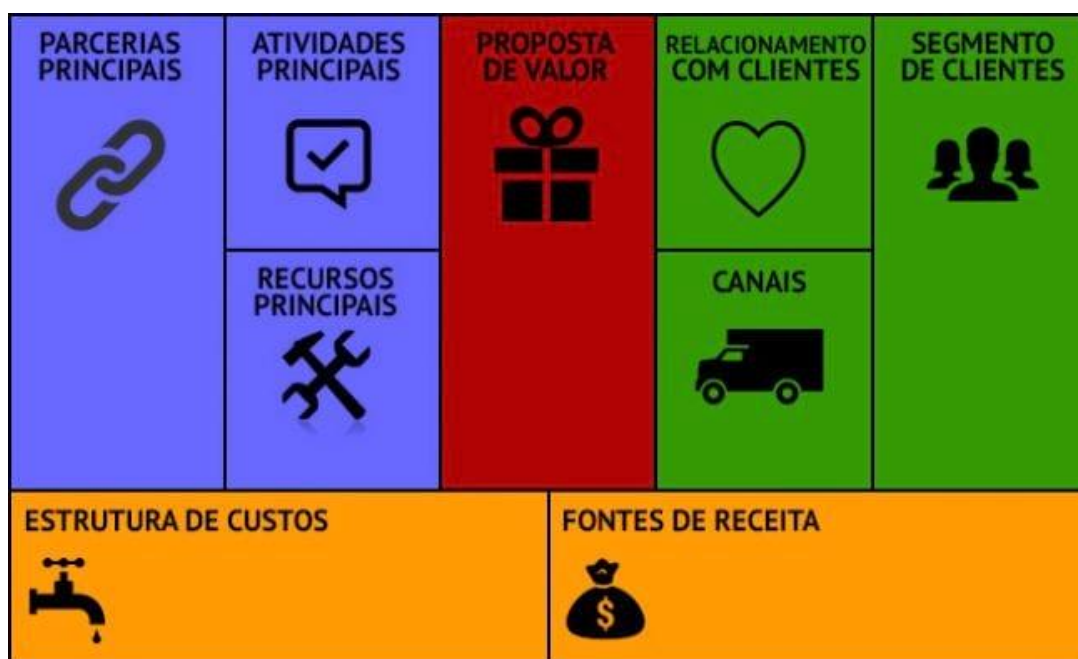 PARCERIAS
PRINCIPAIS
ATIVIDADES
PRINCIPAIS
PROPOSTA
DE VALOR
RELACIONAMENTO
COM CLIENTES
SEGMENTO
DE CLIENTES
RECURSOS
PRINCIPAIS
CANAIS
ESTRUTURA DE CUSTOS
FONTES DE RECEITA
$